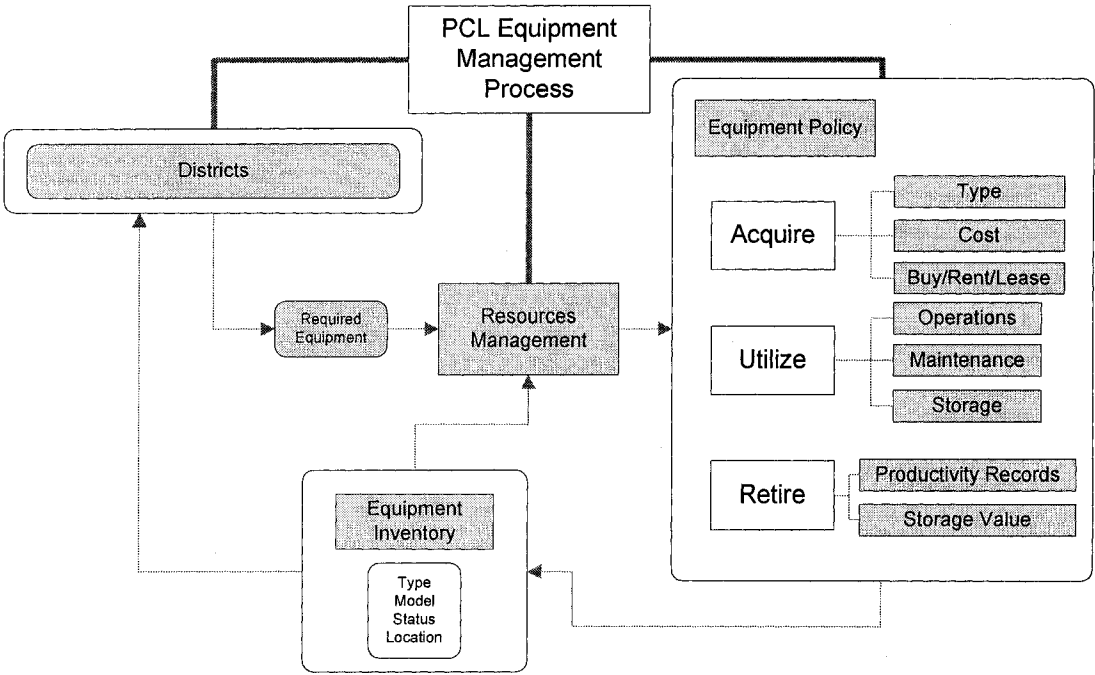 PCL Equipment
Management
Process
Districts
Required
Equipment
Resources
Management
Equipment Policy
Acquire
Type
Cost
Buy/Rent/Lease
Utilize
Operations
Maintenance
Storage
Retire
Productivity Records
Storage Value
Equipment
Inventory
Type
Model
Status
Location